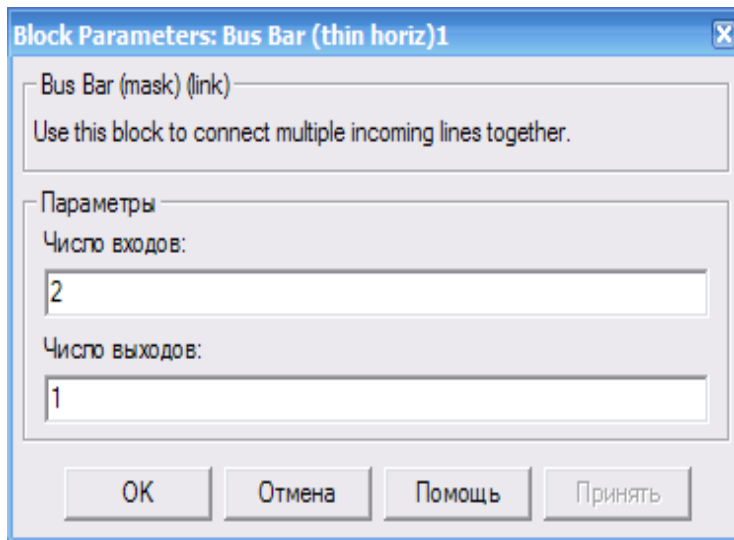 Block Parameters: Bus Bar (thin horiz)1
Bus Bar (mask) (link)
Use this block to connect multiple incoming lines together.
Параметры
Число входов:
2
Число выходов:
1
OK Отмена Помощь Принять